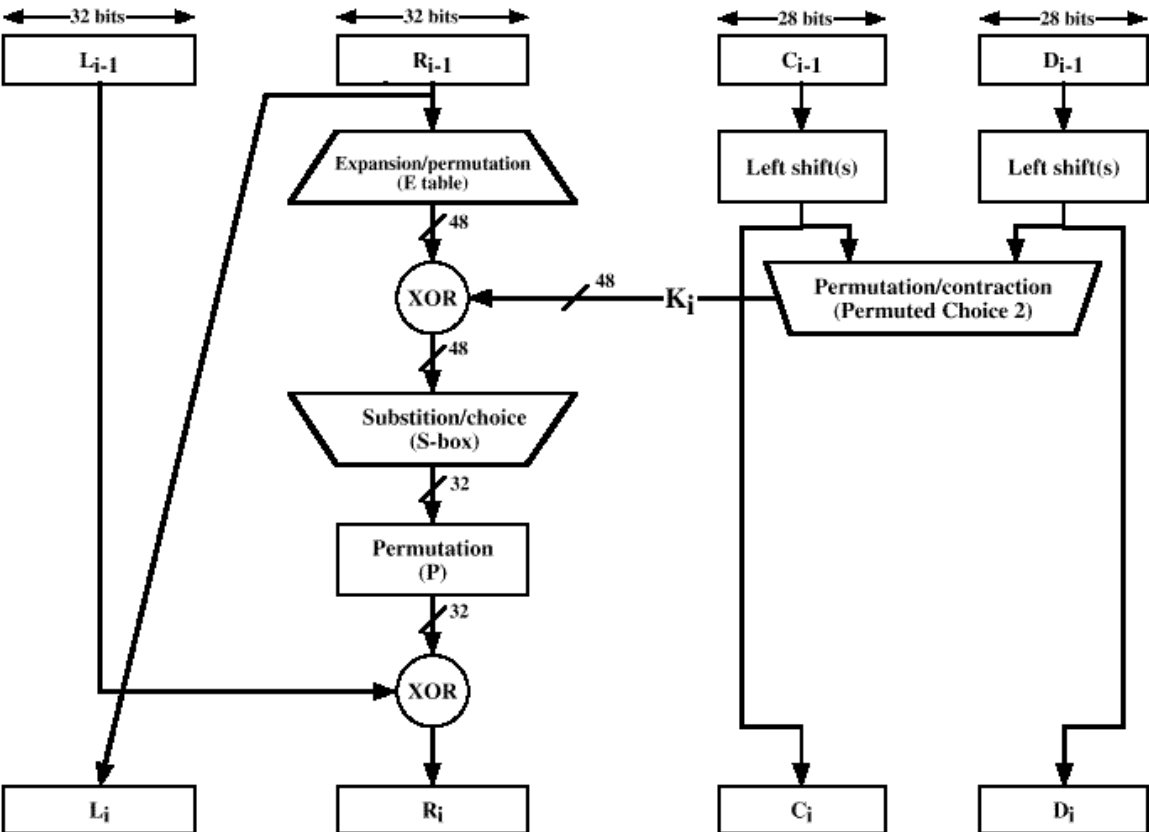 32 bits
32 bits
28 bits
28 bits
Li-1
Ri-1
Ci-1
Di-1
Expansion/permutation
(E table)
Left shift(s)
Left shift(s)
48
XOR
48
Ki
Permutation/contraction
(Permuted Choice 2)
48
Substition/choice
(S-box)
32
Permutation
(P)
32
XOR
Li
Ri
Ci
Di